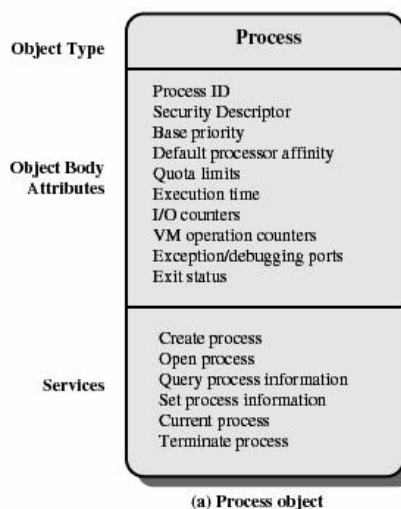 Object Type
Process
Object Body
Attributes
Process ID
Security Descriptor
Base priority
Default processor affinity
Quota limits
Execution time
I/O counters
VM operation counters
Exception/debugging ports
Exit status
Services
Create process
Open process
Query process information
Set process information
Current process
Terminate process
(a) Process object